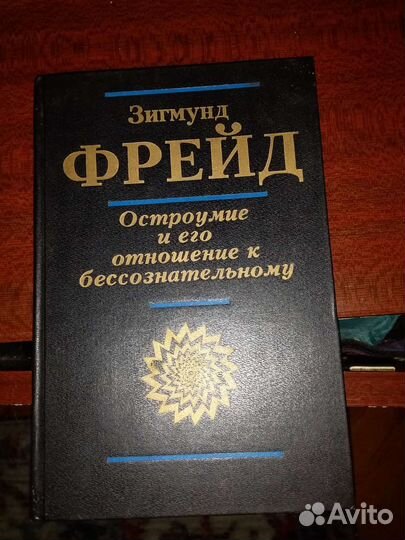 Зигмунд
ФРЕЙД
Остроумие
и его
отношение к
бессознательному
Avito